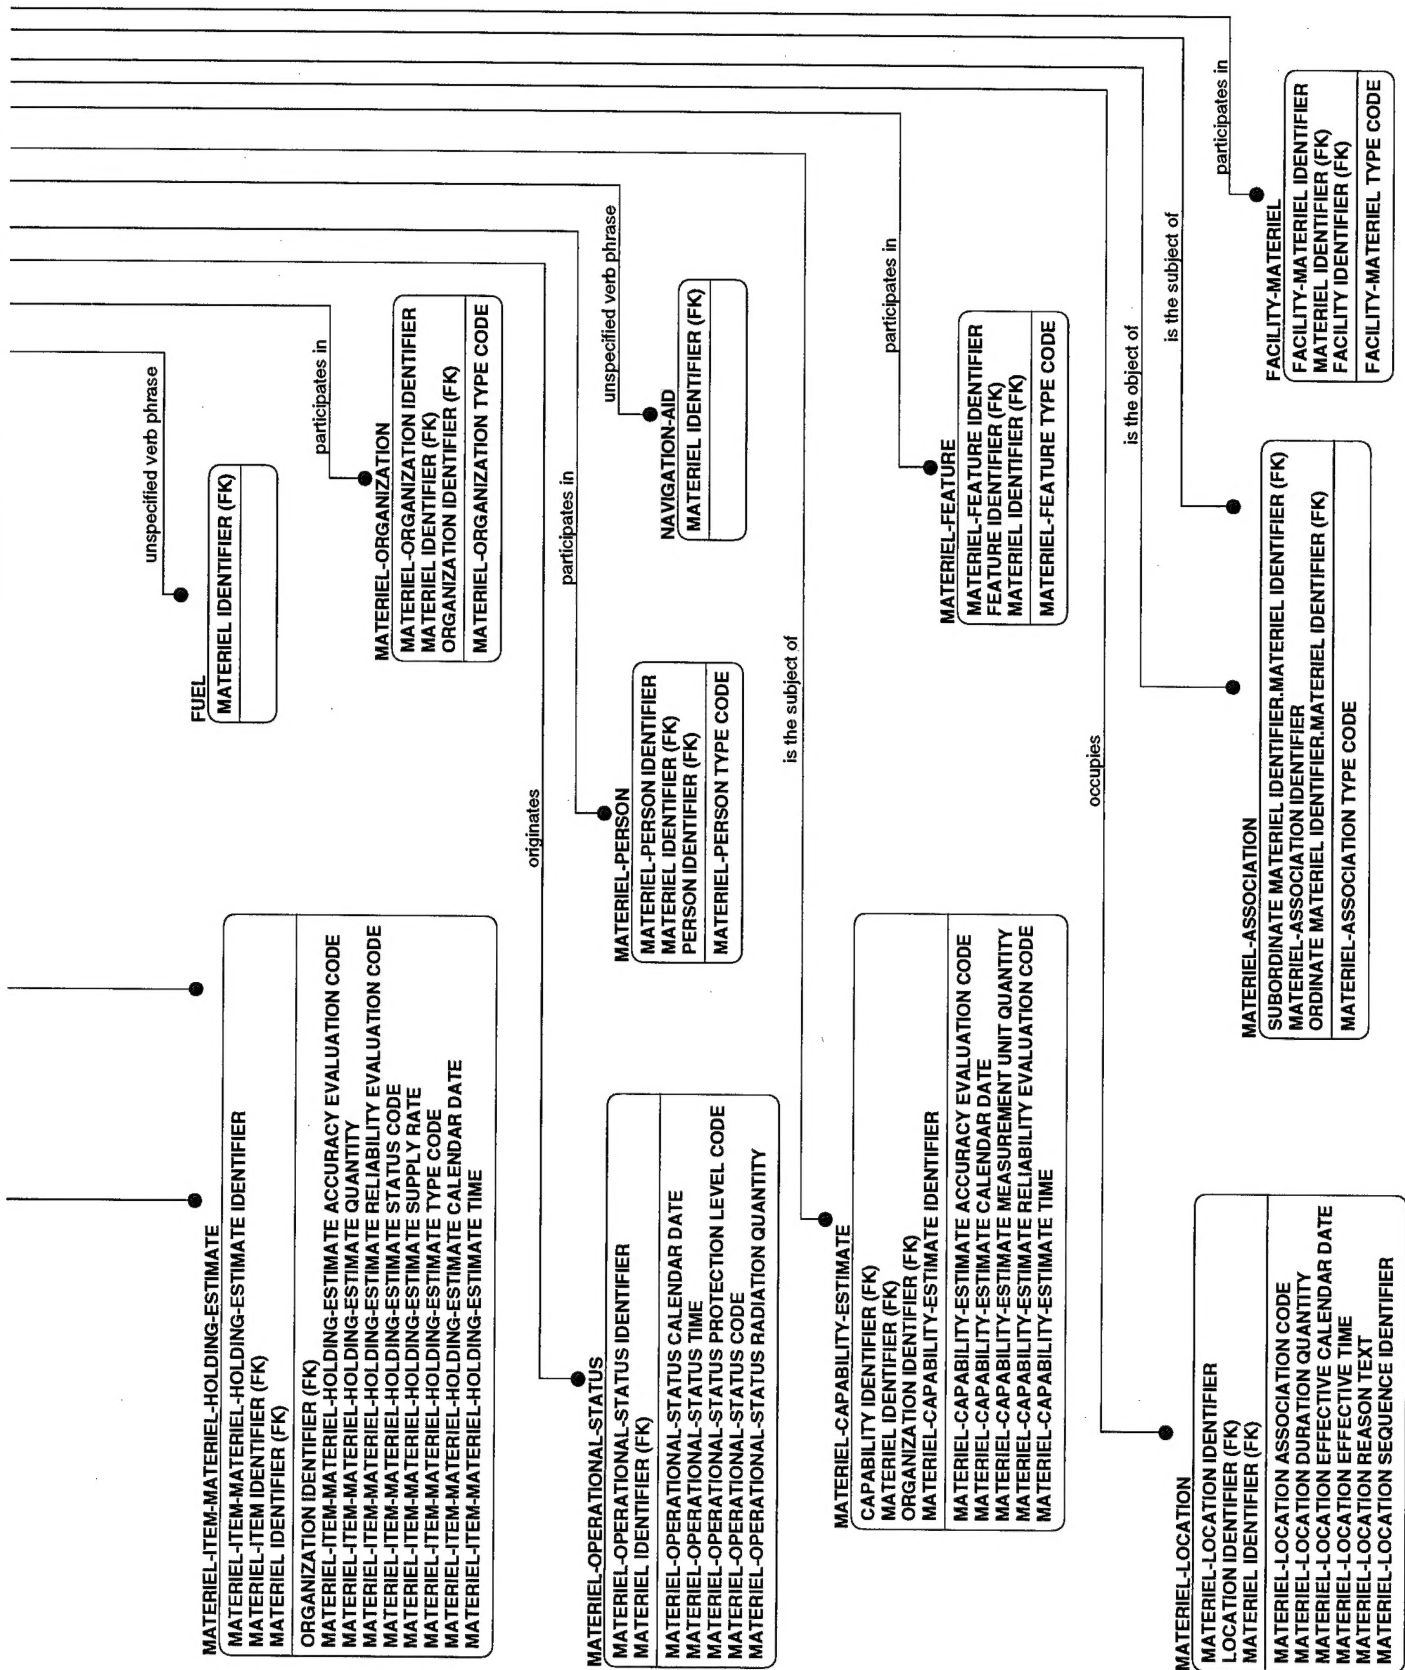 MATERIEL-ITEM-MATERIEL-HOLDING-ESTIMATE
MATERIEL-ITEM-MATERIEL-HOLDING-ESTIMATE IDENTIFIER
MATERIEL-ITEM IDENTIFIER (FK)
MATERIEL IDENTIFIER (FK)
ORGANIZATION IDENTIFIER (FK)
MATERIEL-ITEM-MATERIEL-HOLDING-ESTIMATE ACCURACY EVALUATION CODE
MATERIEL-ITEM-MATERIEL-HOLDING-ESTIMATE QUANTITY
MATERIEL-ITEM-MATERIEL-HOLDING-ESTIMATE RELIABILITY EVALUATION CODE
MATERIEL-ITEM-MATERIEL-HOLDING-ESTIMATE STATUS CODE
MATERIEL-ITEM-MATERIEL-HOLDING-ESTIMATE SUPPLY RATE
MATERIEL-ITEM-MATERIEL-HOLDING-ESTIMATE TYPE CODE
MATERIEL-ITEM-MATERIEL-HOLDING-ESTIMATE CALENDAR DATE
MATERIEL-ITEM-MATERIEL-HOLDING-ESTIMATE TIME
unspecified verb phrase
FUEL
MATERIEL IDENTIFIER (FK)
participates in
MATERIEL-ORGANIZATION
MATERIEL-ORGANIZATION IDENTIFIER
MATERIEL IDENTIFIER (FK)
ORGANIZATION IDENTIFIER (FK)
MATERIEL-ORGANIZATION TYPE CODE
originates
MATERIEL-OPERATIONAL-STATUS
MATERIEL-OPERATIONAL-STATUS IDENTIFIER
MATERIEL IDENTIFIER (FK)
MATERIEL-OPERATIONAL-STATUS CALENDAR DATE
MATERIEL-OPERATIONAL-STATUS TIME
MATERIEL-OPERATIONAL-STATUS PROTECTION LEVEL CODE
MATERIEL-OPERATIONAL-STATUS CODE
MATERIEL-OPERATIONAL-STATUS RADIATION QUANTITY
participates in
MATERIEL-PERSON
MATERIEL-PERSON IDENTIFIER
MATERIEL IDENTIFIER (FK)
PERSON IDENTIFIER (FK)
MATERIEL-PERSON TYPE CODE
unspecified verb phrase
NAVIGATION-AID
MATERIEL IDENTIFIER (FK)
is the subject of
MATERIEL-CAPABILITY-ESTIMATE
CAPABILITY IDENTIFIER (FK)
MATERIEL IDENTIFIER (FK)
ORGANIZATION IDENTIFIER (FK)
MATERIEL-CAPABILITY-ESTIMATE IDENTIFIER
MATERIEL-CAPABILITY-ESTIMATE ACCURACY EVALUATION CODE
MATERIEL-CAPABILITY-ESTIMATE CALENDAR DATE
MATERIEL-CAPABILITY-ESTIMATE MEASUREMENT UNIT QUANTITY
MATERIEL-CAPABILITY-ESTIMATE RELIABILITY EVALUATION CODE
MATERIEL-CAPABILITY-ESTIMATE TIME
participates in
MATERIEL-FEATURE
MATERIEL-FEATURE IDENTIFIER
FEATURE IDENTIFIER (FK)
MATERIEL IDENTIFIER (FK)
MATERIEL-FEATURE TYPE CODE
occupies
MATERIEL-LOCATION
MATERIEL-LOCATION IDENTIFIER
LOCATION IDENTIFIER (FK)
MATERIEL IDENTIFIER (FK)
MATERIEL-LOCATION ASSOCIATION CODE
MATERIEL-LOCATION DURATION QUANTITY
MATERIEL-LOCATION EFFECTIVE CALENDAR DATE
MATERIEL-LOCATION EFFECTIVE TIME
MATERIEL-LOCATION REASON TEXT
MATERIEL-LOCATION SEQUENCE IDENTIFIER
is the object of
is the subject of
MATERIEL-ASSOCIATION
SUBORDINATE MATERIEL IDENTIFIER.MATERIEL IDENTIFIER (FK)
MATERIEL-ASSOCIATION IDENTIFIER
ORDINATE MATERIEL IDENTIFIER.MATERIEL IDENTIFIER (FK)
MATERIEL-ASSOCIATION TYPE CODE
participates in
FACILITY-MATERIEL
FACILITY-MATERIEL IDENTIFIER
MATERIEL IDENTIFIER (FK)
FACILITY IDENTIFIER (FK)
FACILITY-MATERIEL TYPE CODE